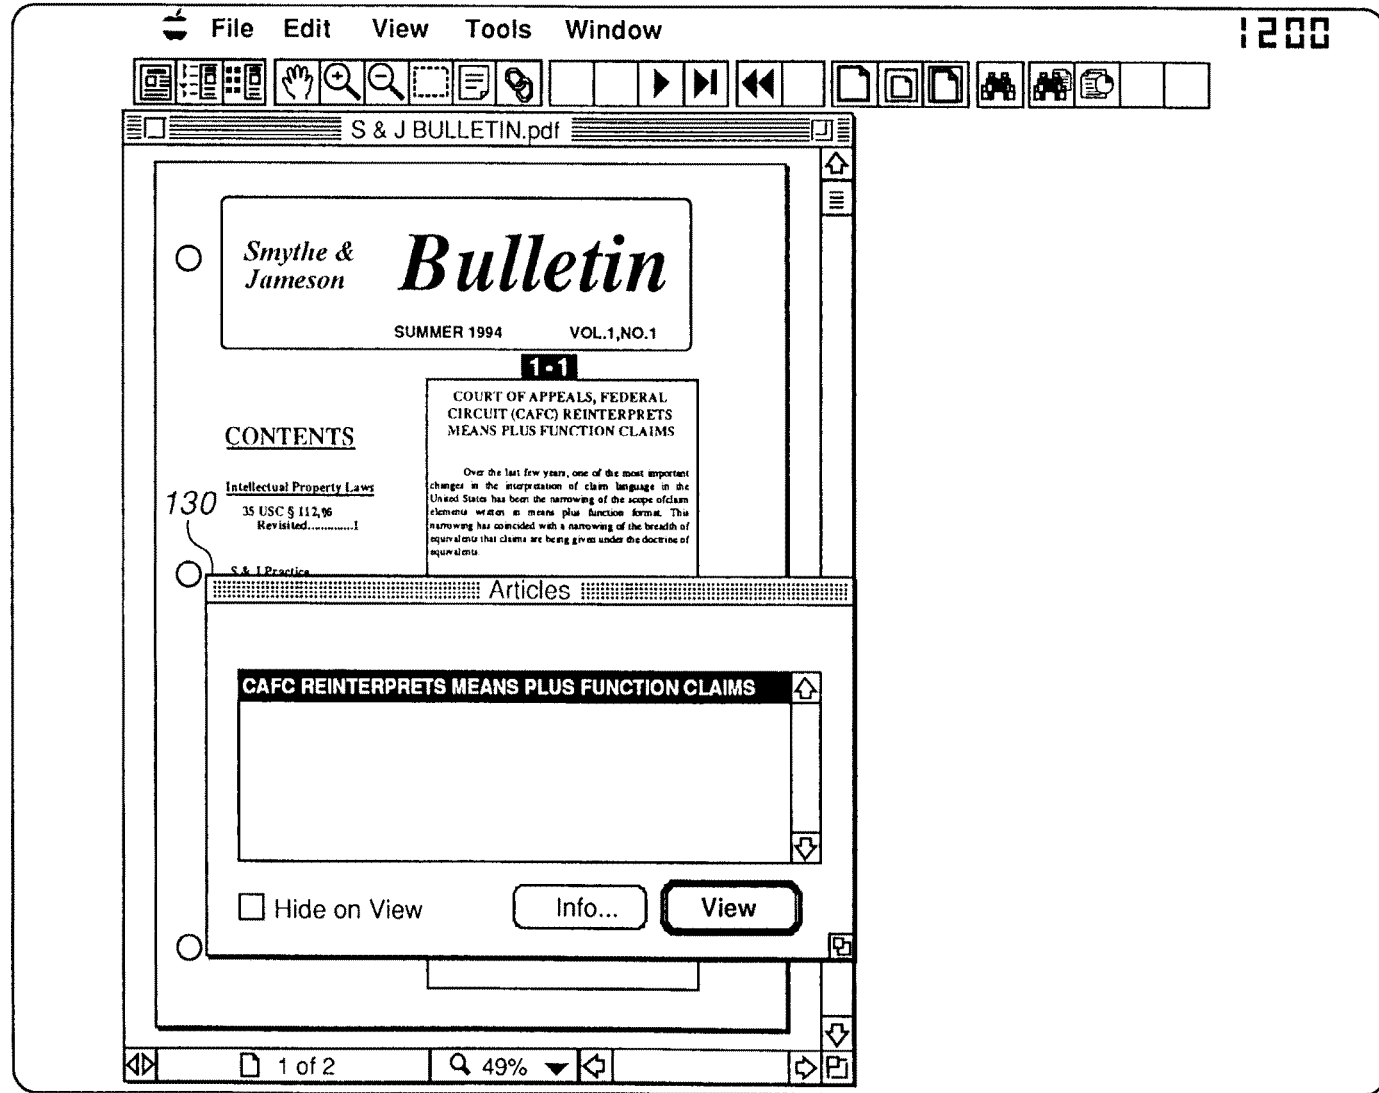 File Edit View Tools Window
1200
S & J BULLETIN.pdf
Smythe &
Jameson
Bulletin
SUMMER 1994 VOL.1,NO.1
1-1
COURT OF APPEALS, FEDERAL
CIRCUIT (CAFC) REINTERPRETS
MEANS PLUS FUNCTION CLAIMS
CONTENTS
Over the last few years, one of the most important
changes in the interpretation of claim language in the
United States has been the narrowing of the scope ofclaim
elements written in means plus function format. This
narrowing has coincided with a narrowing of the breadth of
equivalents that claims are being given under the doctrine of
equivalents
Intellectual Property Laws
35 USC § 112,¶6
Revisited..............1
130
S & J Practice
Articles
CAFC REINTERPRETS MEANS PLUS FUNCTION CLAIMS
Hide on View
Info...
View
1 of 2
49%